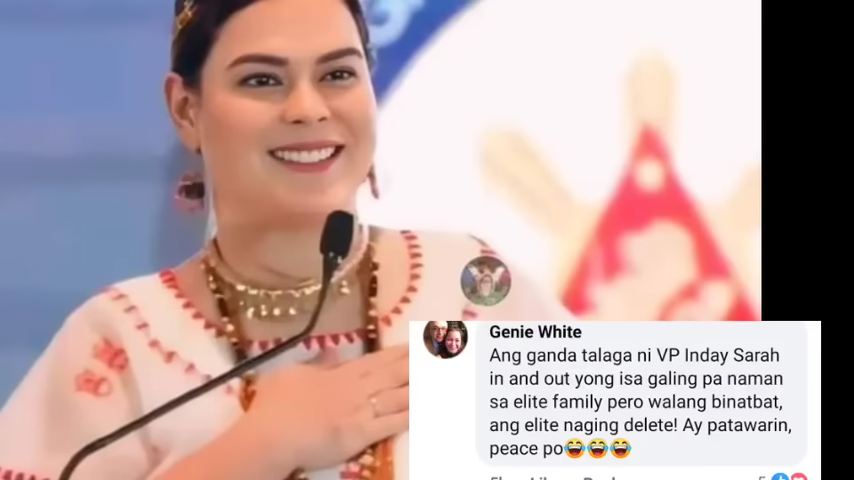 Genie White
Ang ganda talaga ni VP Inday Sarah
in and out yong isa galing pa naman
sa elite family pero walang binatbat,
ang elite naging delete! Ay patawarin,
peace po😂😂😂